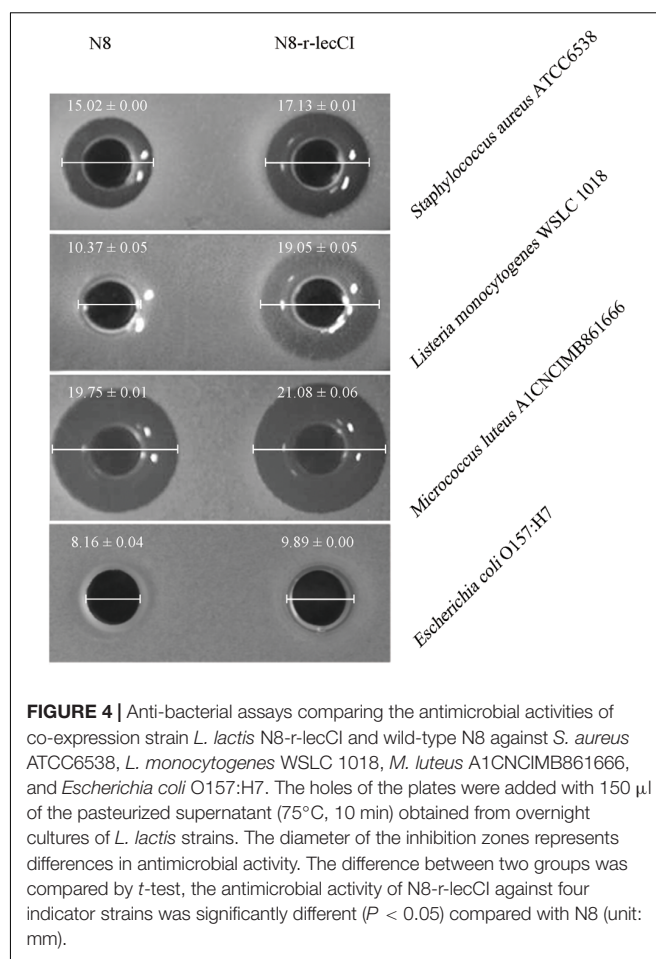 N8 N8-r-lecCI
15.02 ± 0.00 17.13 ± 0.01
Staphylococcus aureus ATCC6538
10.37 ± 0.05 19.05 ± 0.05
Listeria monocytogenes WSLC 1018
19.75 ± 0.01 21.08 ± 0.06
Micrococcus luteus A1CNCIMB861666
8.16 ± 0.04 9.89 ± 0.00
Escherichia coli O157:H7
FIGURE 4 | Anti-bacterial assays comparing the antimicrobial activities of
co-expression strain L. lactis N8-r-lecCI and wild-type N8 against S. aureus
ATCC6538, L. monocytogenes WSLC 1018, M. luteus A1CNCIMB861666,
and Escherichia coli O157:H7. The holes of the plates were added with 150 μl
of the pasteurized supernatant (75°C, 10 min) obtained from overnight
cultures of L. lactis strains. The diameter of the inhibition zones represents
differences in antimicrobial activity. The difference between two groups was
compared by t-test, the antimicrobial activity of N8-r-lecCI against four
indicator strains was significantly different (P < 0.05) compared with N8 (unit:
mm).